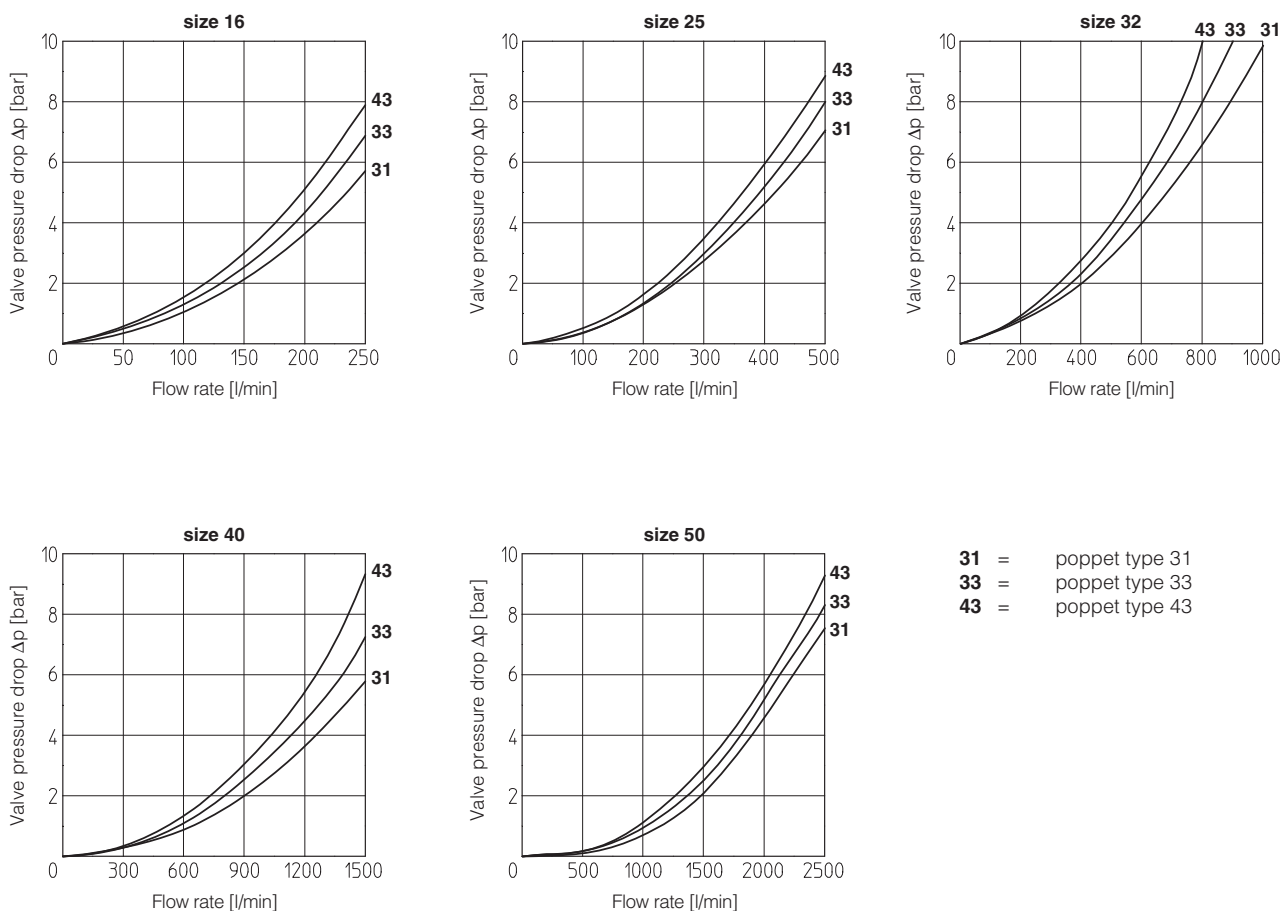 size 16
Valve pressure drop Δp [bar]
10
8
6
4
2
0 50 100 150 200 250
43
33
31
Flow rate [l/min]
size 25
Valve pressure drop Δp [bar]
10
8
6
4
2
0 100 200 300 400 500
43
33
31
Flow rate [l/min]
size 32
43 33 31
Valve pressure drop Δp [bar]
10
8
6
4
2
0 200 400 600 800 1000
Flow rate [l/min]
size 40
Valve pressure drop Δp [bar]
10
8
6
4
2
0 300 600 900 1200 1500
43
33
31
Flow rate [l/min]
size 50
Valve pressure drop Δp [bar]
10
8
6
4
2
0 500 1000 1500 2000 2500
43
33
31
Flow rate [l/min]
31 = poppet type 31
33 = poppet type 33
43 = poppet type 43